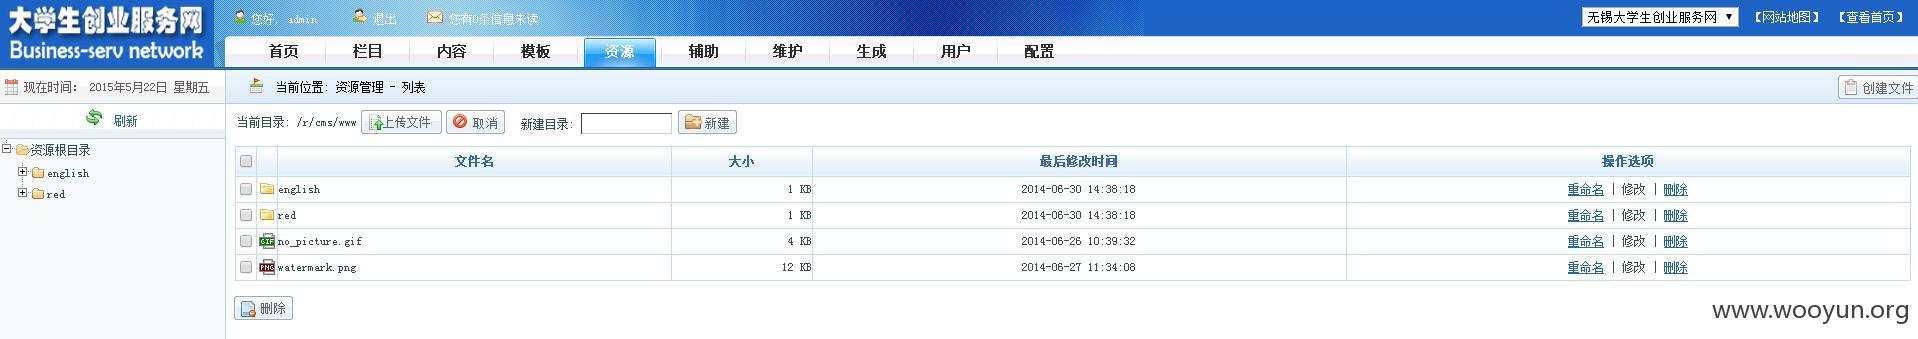 大学生创业服务网
Business-serv network
您好, admin 退出 您有0条信息未读
无锡大学生创业服务网 【网站地图】 【查看首页】
首页 栏目 内容 模板 资源 辅助 维护 生成 用户 配置
现在时间: 2015年5月22日 星期五
当前位置: 资源管理 - 列表
创建文件
刷新
当前目录: /r/cms/www 上传文件 取消 新建目录: 新建
资源根目录
english
red
文件名 大小 最后修改时间 操作选项
english 1 KB 2014-06-30 14:38:18 重命名 | 修改 | 删除
red 1 KB 2014-06-30 14:38:18 重命名 | 修改 | 删除
GIF no_picture.gif 4 KB 2014-06-26 10:39:32 重命名 | 修改 | 删除
PNG watermark.png 12 KB 2014-06-27 11:34:08 重命名 | 修改 | 删除
删除
www.wooyun.org